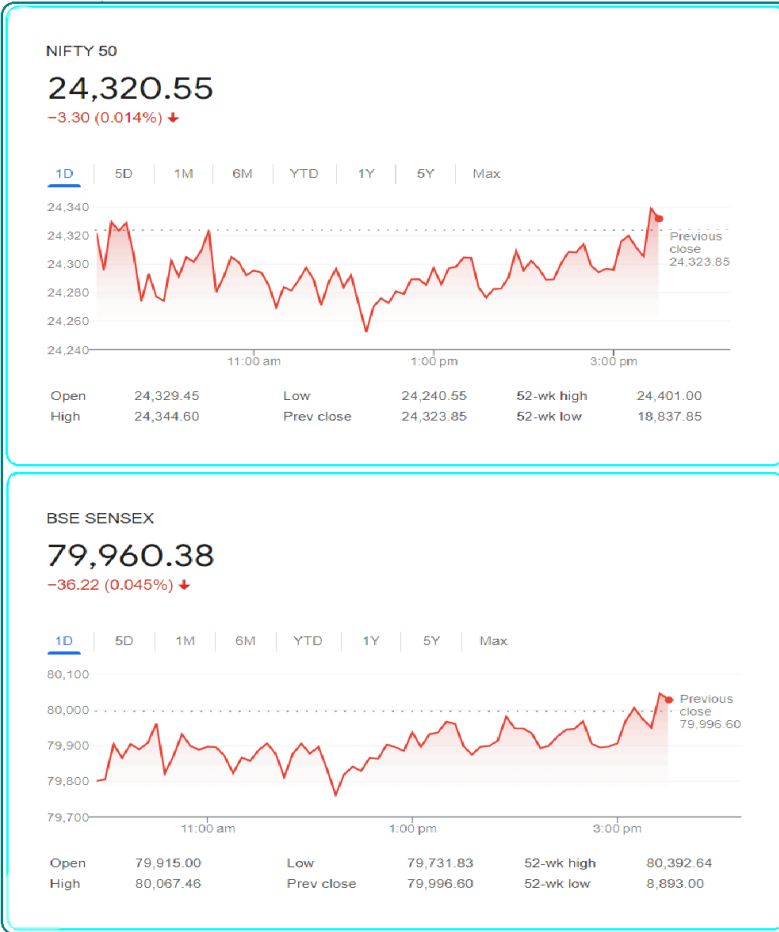 NIFTY 50
24,320.55
−3.30 (0.014%) ↓
1D 5D 1M 6M YTD 1Y 5Y Max
24,340
24,320
24,300
24,280
24,260
24,240
Previous
close
24,323.85
11:00 am 1:00 pm 3:00 pm
Open 24,329.45 Low 24,240.55 52-wk high 24,401.00
High 24,344.60 Prev close 24,323.85 52-wk low 18,837.85
BSE SENSEX
79,960.38
−36.22 (0.045%) ↓
1D 5D 1M 6M YTD 1Y 5Y Max
80,100
80,000
79,900
79,800
79,700
Previous
close
79,996.60
11:00 am 1:00 pm 3:00 pm
Open 79,915.00 Low 79,731.83 52-wk high 80,392.64
High 80,067.46 Prev close 79,996.60 52-wk low 8,893.00